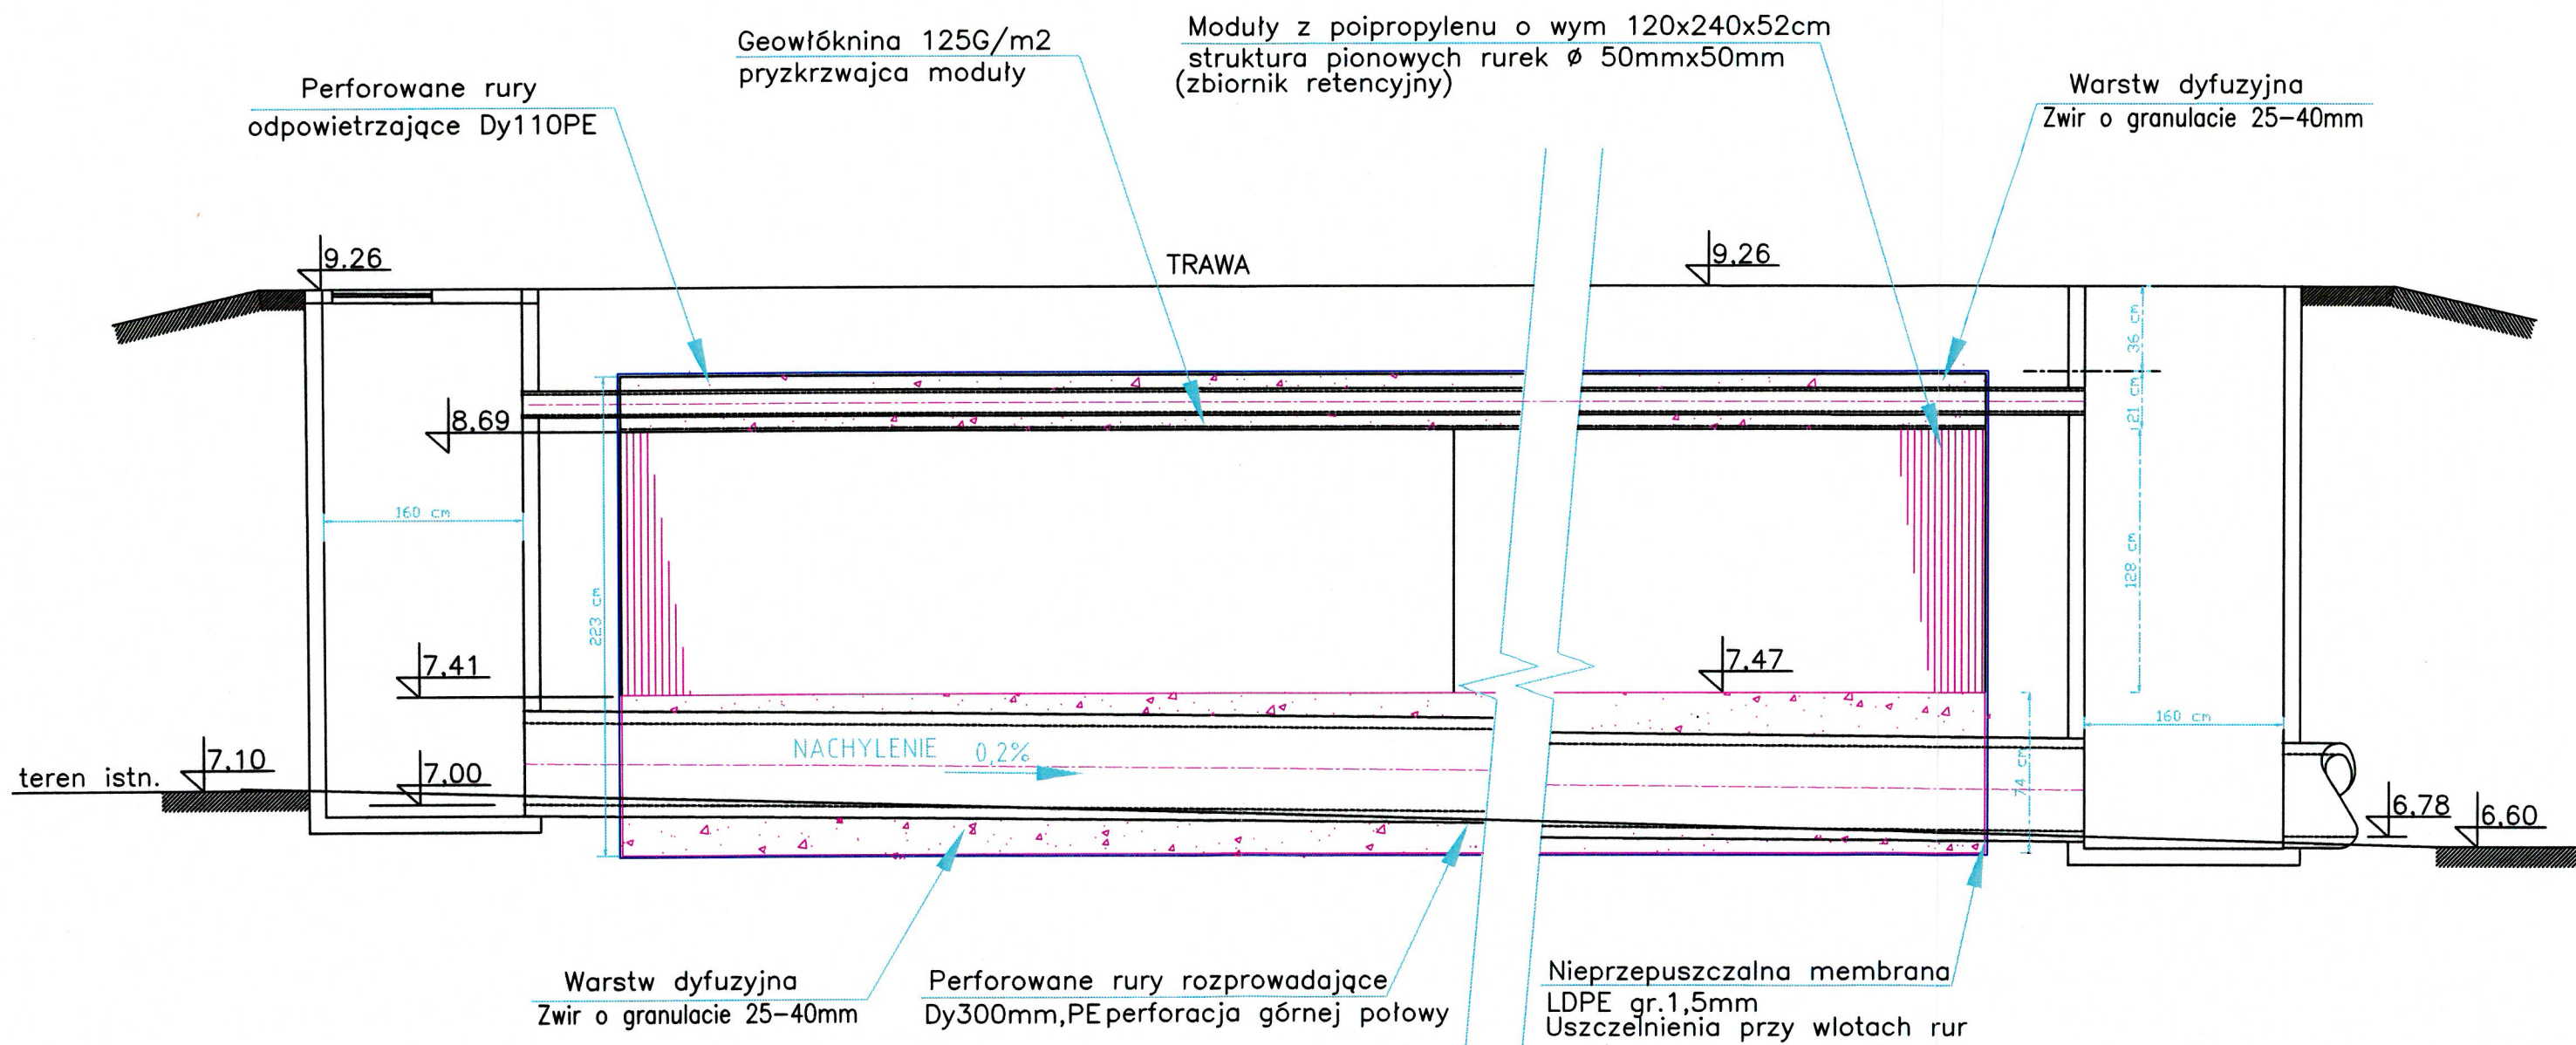 Moduły z poipropylenu o wym 120x240x52cm
struktura pionowych rurek ø 50mmx50mm
(zbiornik retencyjny)
Geowłóknina 125G/m2
pryzkrzwajca moduły
Perforowane rury
odpowietrzające Dy110PE
Warstw dyfuzyjna
Zwir o granulacie 25-40mm
9.26
TRAWA
9.26
36 cm
21 cm
8.69
160 cm
128 cm
223 cm
7.41
7.47
160 cm
NACHYLENIE 0,2%
74 cm
teren istn.
7.10
7.00
6.78
6.60
Warstw dyfuzyjna
Zwir o granulacie 25-40mm
Perforowane rury rozprowadające
Dy300mm,PE perforacja górnej połowy
Nieprzepuszczalna membrana
LDPE gr.1,5mm
Uszczelnienia przy wlotach rur